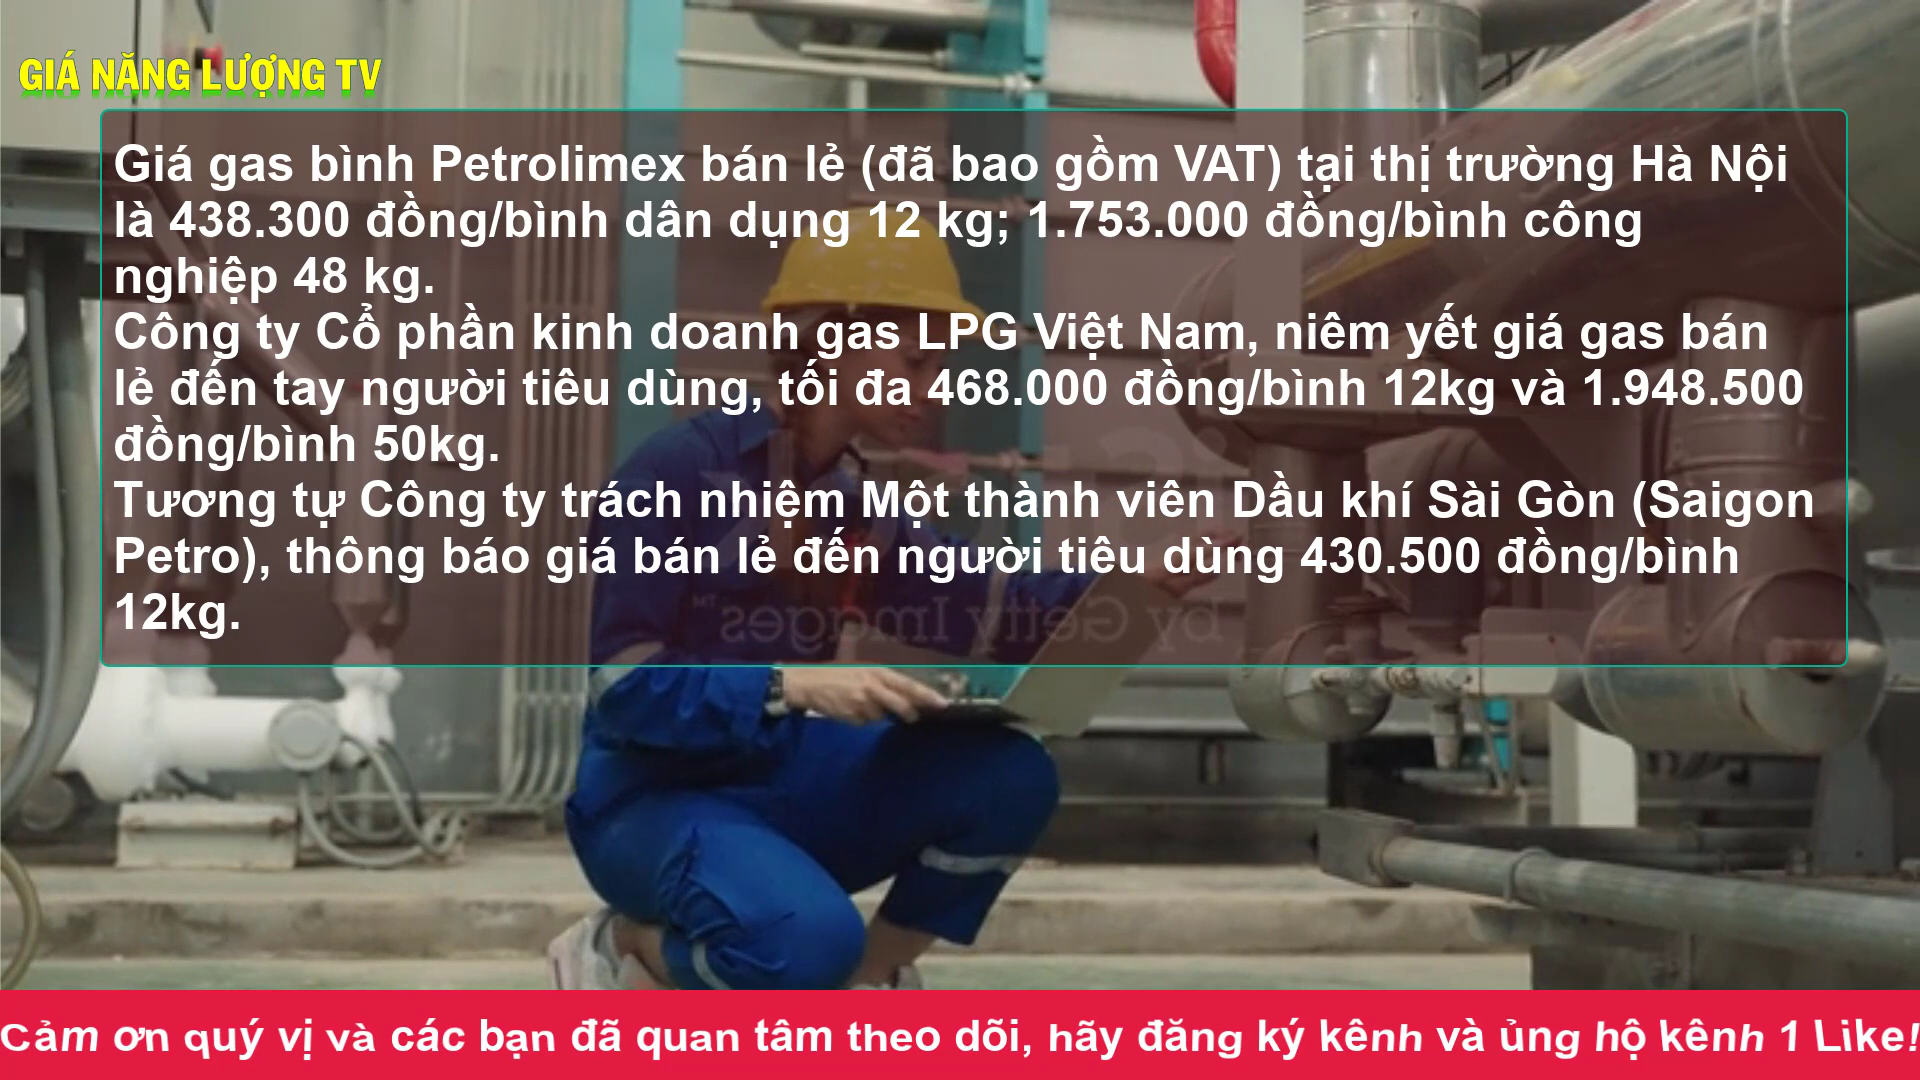 GIÁ NĂNG LƯỢNG TV
Giá gas bình Petrolimex bán lẻ (đã bao gồm VAT) tại thị trường Hà Nội
là 438.300 đồng/bình dân dụng 12 kg; 1.753.000 đồng/bình công
nghiệp 48 kg.
Công ty Cổ phần kinh doanh gas LPG Việt Nam, niêm yết giá gas bán
lẻ đến tay người tiêu dùng, tối đa 468.000 đồng/bình 12kg và 1.948.500
đồng/bình 50kg.
Tương tự Công ty trách nhiệm Một thành viên Dầu khí Sài Gòn (Saigon
Petro), thông báo giá bán lẻ đến người tiêu dùng 430.500 đồng/bình
12kg.
by Getty Images™
Cảm ơn quý vị và các bạn đã quan tâm theo dõi, hãy đăng ký kênh và ủng hộ kênh 1 Like!